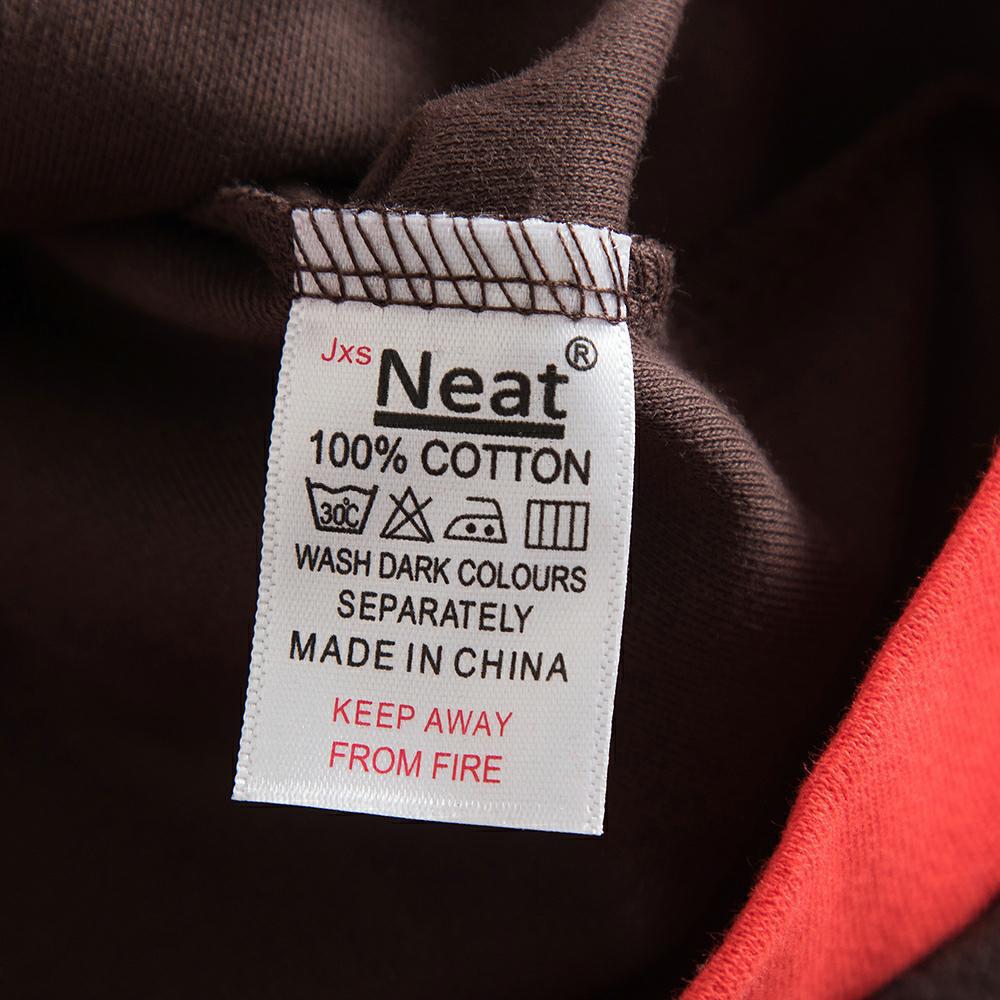 Jxs Neat®
100% COTTON
30°C
WASH DARK COLOURS
SEPARATELY
MADE IN CHINA
KEEP AWAY
FROM FIRE